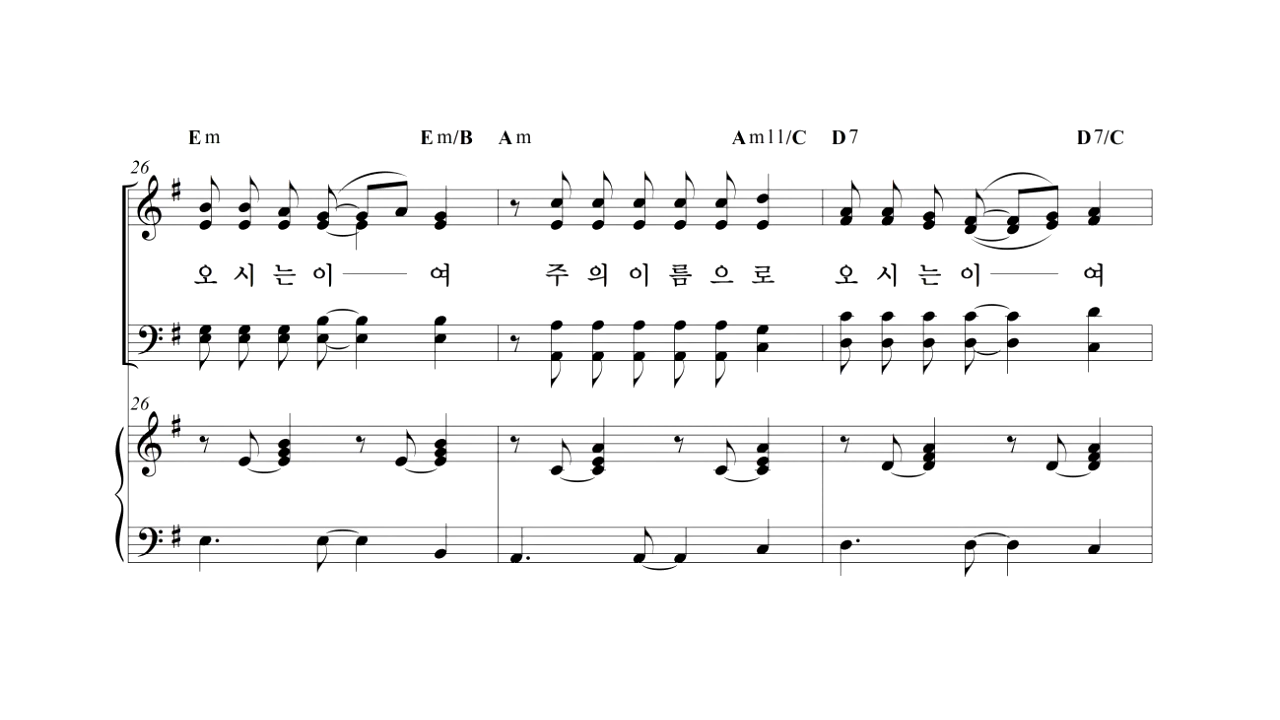 Em Em/B Am Am11/C D7 D7/C
26
오 시 는 이 여 주 의 이 름 으 로 오 시 는 이 여
26